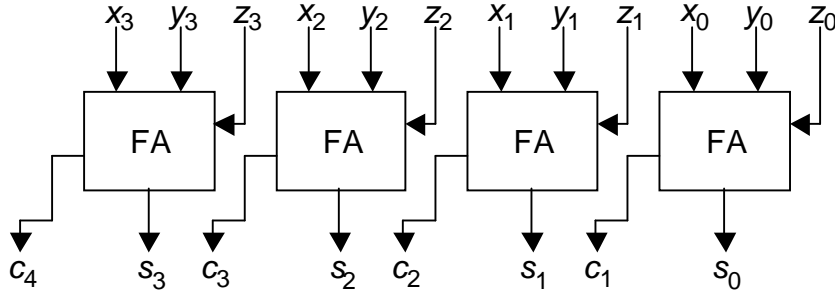 x₃ y₃ z₃ x₂ y₂ z₂ x₁ y₁ z₁ x₀ y₀ z₀
FA FA FA FA
c₄ s₃ c₃ s₂ c₂ s₁ c₁ s₀